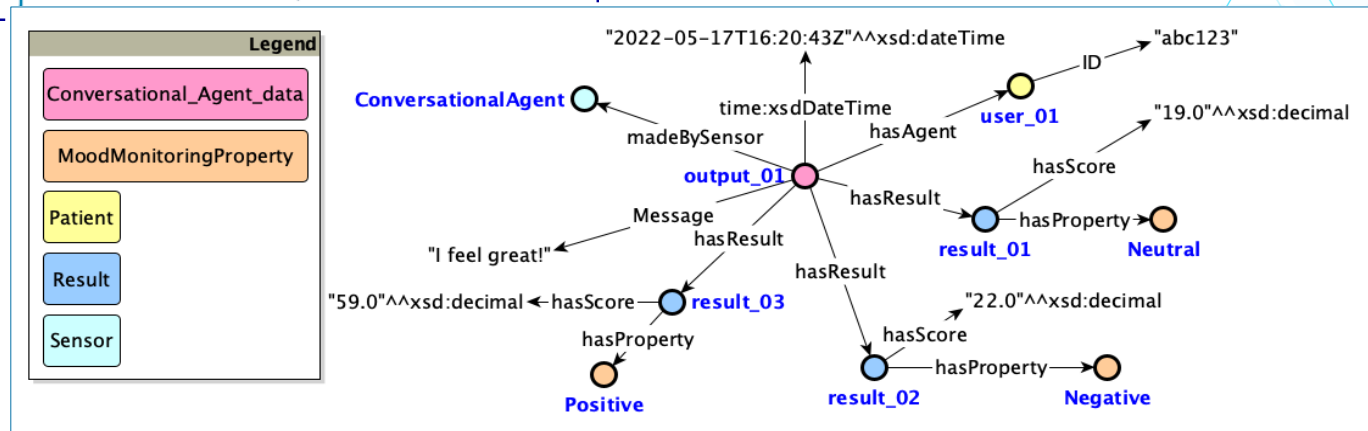 Legend
Conversational_Agent_data
MoodMonitoringProperty
Patient
Result
Sensor
"2022-05-17T16:20:43Z"^^xsd:dateTime
"abc123"
ID
ConversationalAgent
time:xsdDateTime
user_01
"19.0"^^xsd:decimal
madeBySensor
hasAgent
hasScore
output_01
hasResult
Message
hasProperty
"I feel great!"
hasResult
result_01
Neutral
hasResult
"59.0"^^xsd:decimal
hasScore
result_03
"22.0"^^xsd:decimal
hasScore
hasProperty
hasProperty
Positive
result_02
Negative